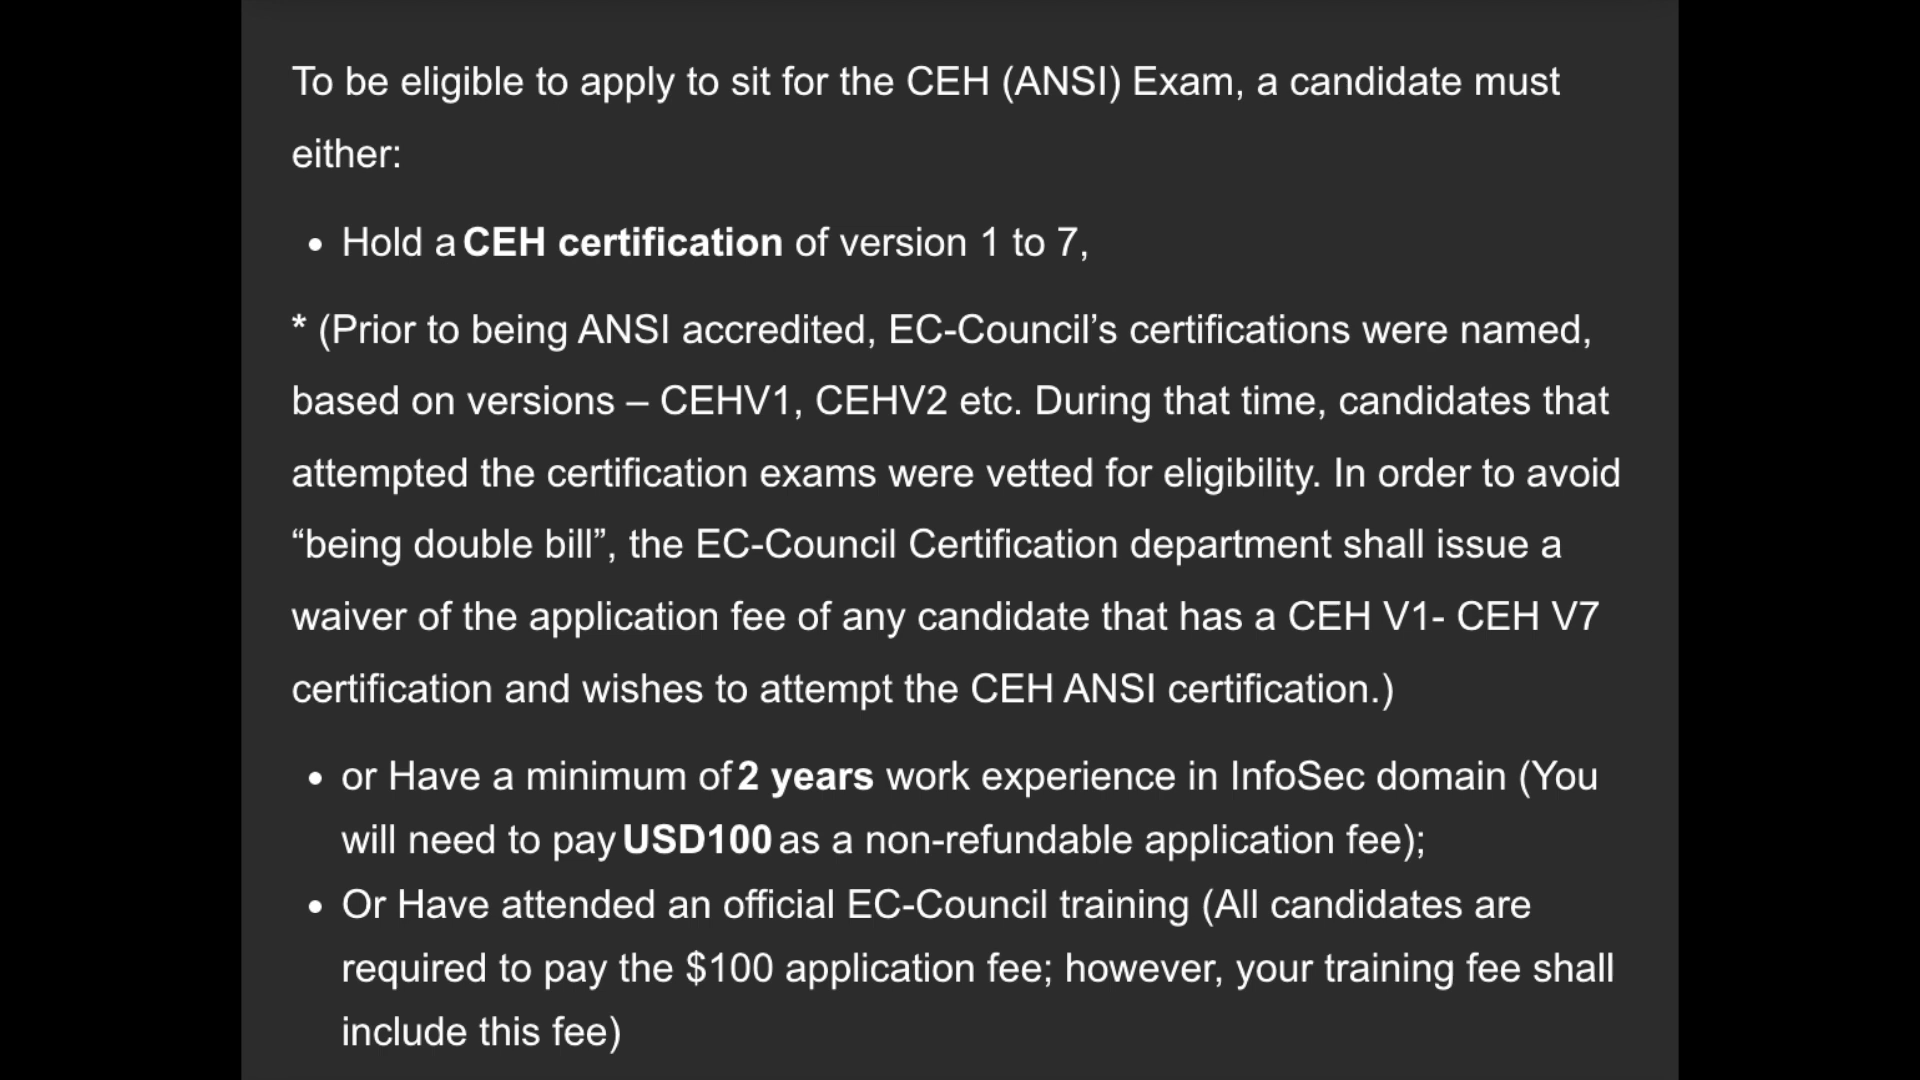 To be eligible to apply to sit for the CEH (ANSI) Exam, a candidate must
either:
• Hold a CEH certification of version 1 to 7,
* (Prior to being ANSI accredited, EC-Council’s certifications were named,
based on versions – CEHV1, CEHV2 etc. During that time, candidates that
attempted the certification exams were vetted for eligibility. In order to avoid
“being double bill”, the EC-Council Certification department shall issue a
waiver of the application fee of any candidate that has a CEH V1- CEH V7
certification and wishes to attempt the CEH ANSI certification.)
• or Have a minimum of 2 years work experience in InfoSec domain (You
will need to pay USD100 as a non-refundable application fee);
• Or Have attended an official EC-Council training (All candidates are
required to pay the $100 application fee; however, your training fee shall
include this fee)